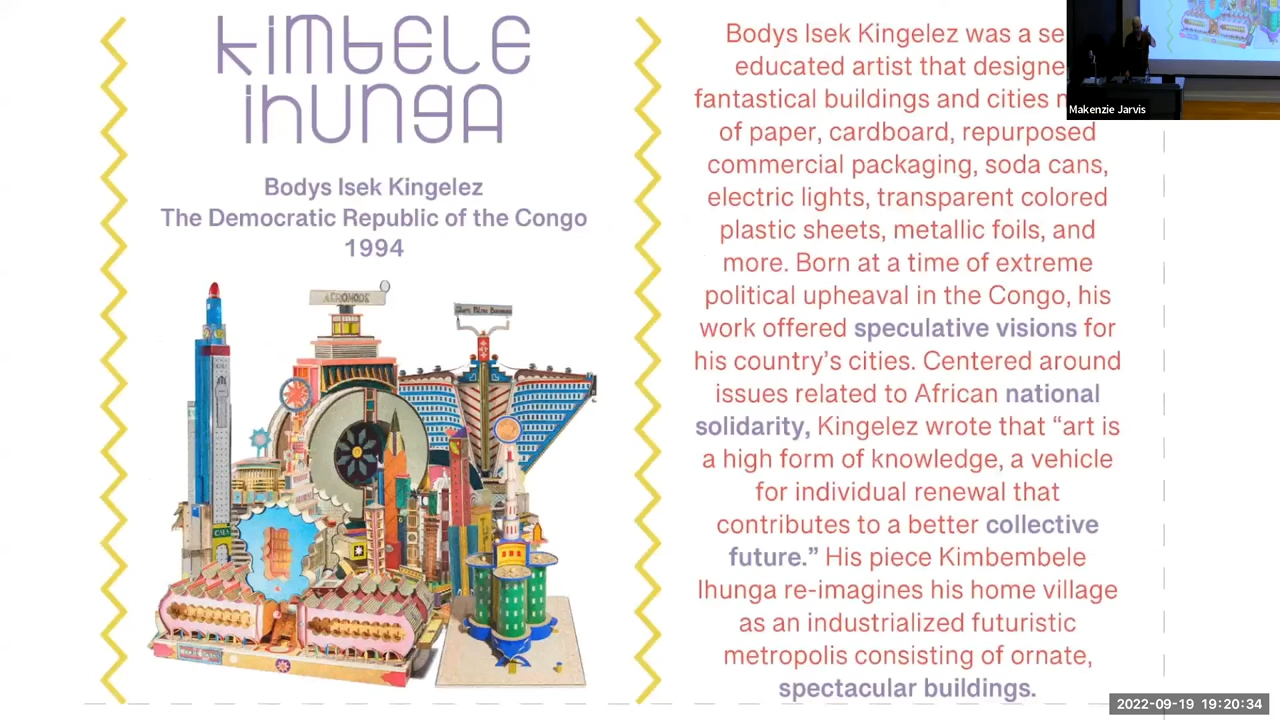 KIMBELE
IHUNGA
Bodys Isek Kingelez
The Democratic Republic of the Congo
1994
AEROMODE
Bodys Isek Kingelez was a se
educated artist that designe
fantastical buildings and cities
of paper, cardboard, repurposed
commercial packaging, soda cans,
electric lights, transparent colored
plastic sheets, metallic foils, and
more. Born at a time of extreme
political upheaval in the Congo, his
work offered speculative visions for
his country's cities. Centered around
issues related to African national
solidarity, Kingelez wrote that “art is
a high form of knowledge, a vehicle
for individual renewal that
contributes to a better collective
future.” His piece Kimbembele
Ihunga re-imagines his home village
as an industrialized futuristic
metropolis consisting of ornate,
spectacular buildings.
Makenzie Jarvis
2022-09-19 19:20:34